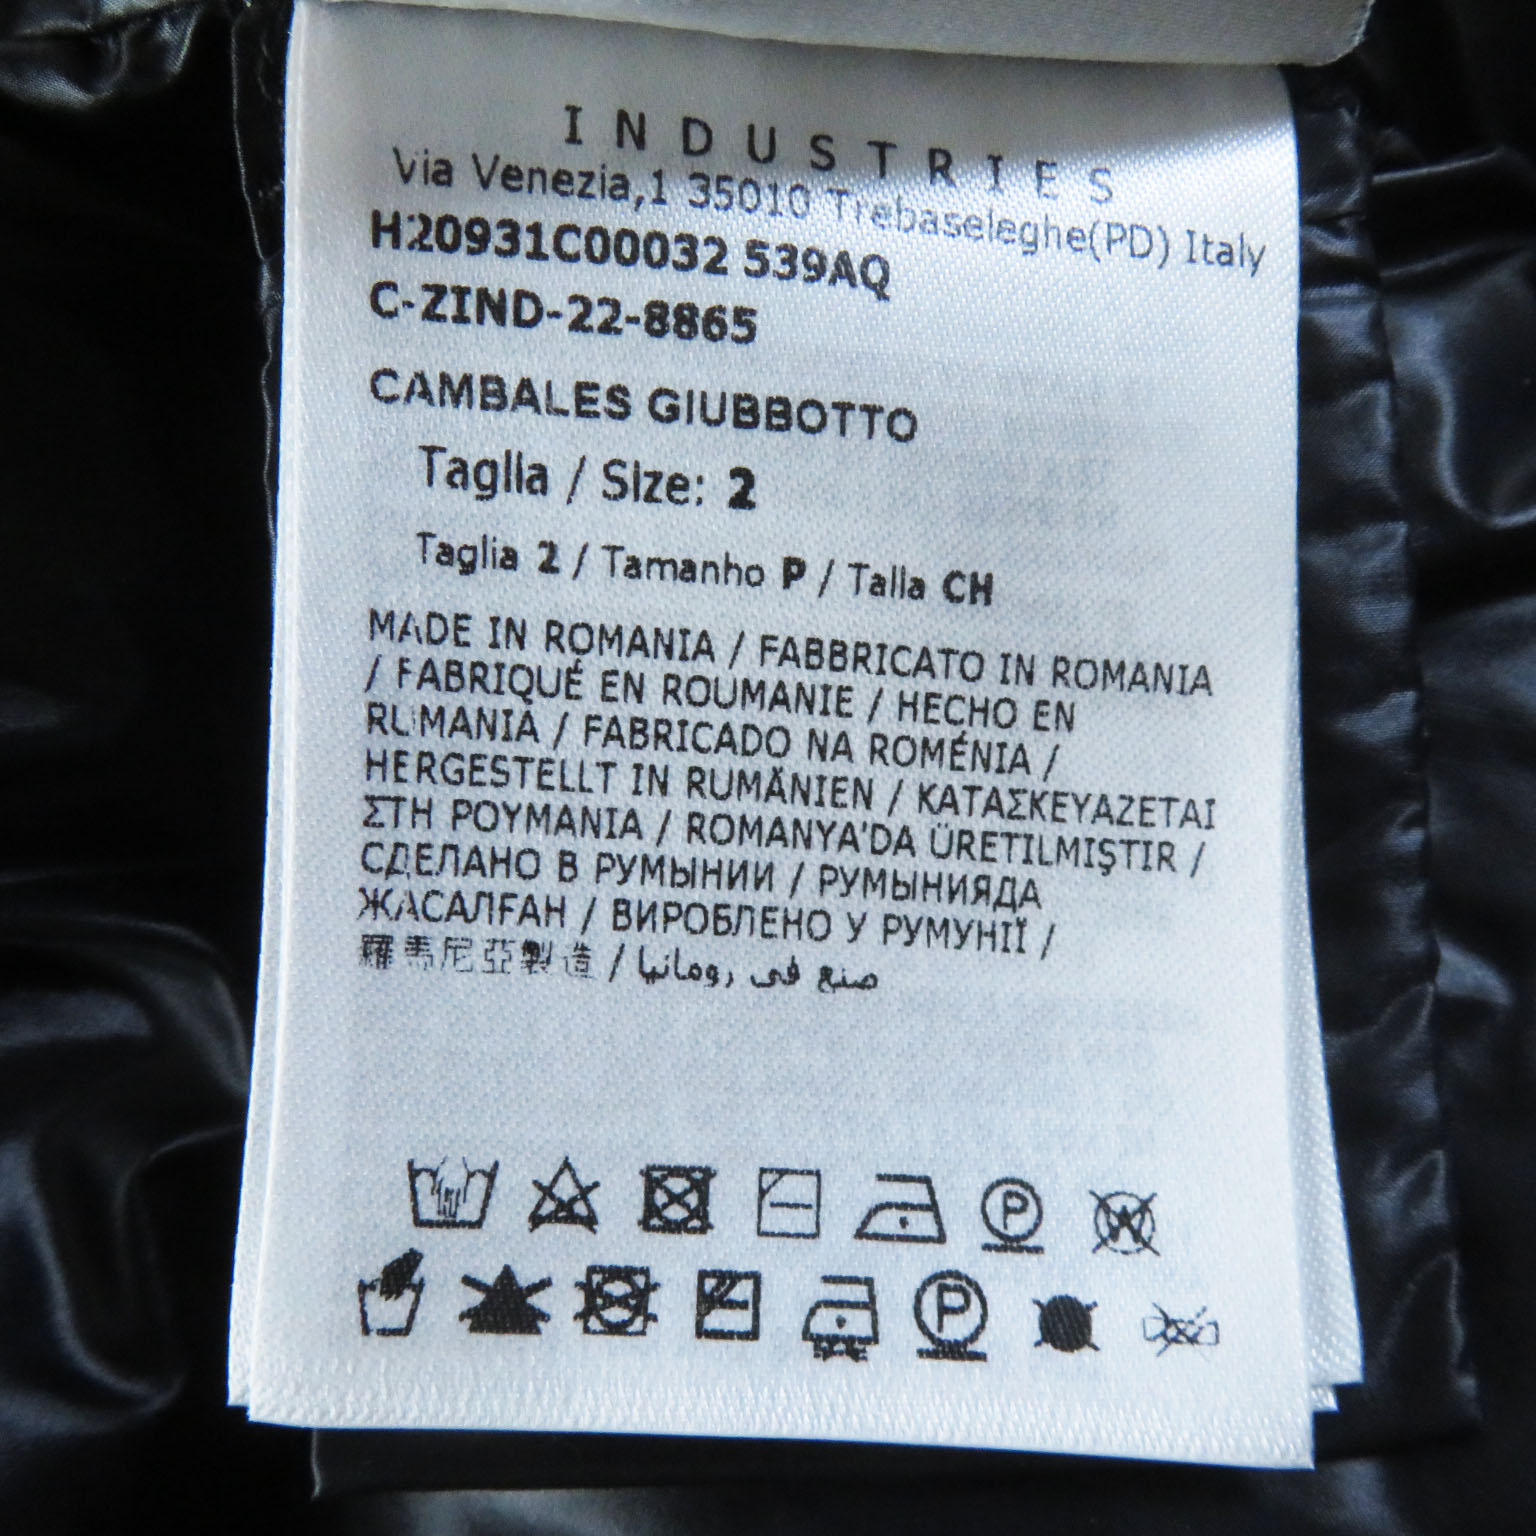 INDUSTRIES
Via Venezia,1 35010 Trebaseleghe(PD) Italy
H20931C00032 539AQ
C-ZIND-22-8865
CAMBALES GIUBBOTTO
Taglia / Size: 2
Taglia 2 / Tamanho P / Talla CH
MADE IN ROMANIA / FABBRICATO IN ROMANIA
/ FABRIQUÉ EN ROUMANIE / HECHO EN
RUMANIA / FABRICADO NA ROMÉNIA /
HERGESTELLT IN RUMÄNIEN / ΚΑΤΑΣΚΕΥΑΖΕΤΑΙ
ΣΤΗ ΡΟΥΜΑΝΙΑ / ROMANYA'DA ÜRETILMIŞTIR /
СДЕЛАНО В РУМЫНИИ / РУМЫНИЯДА
ЖАСАЛҒАН / ВИРОБЛЕНО У РУМУНІЇ /
羅馬尼亞製造 / صنع في رومانيا
P W
P